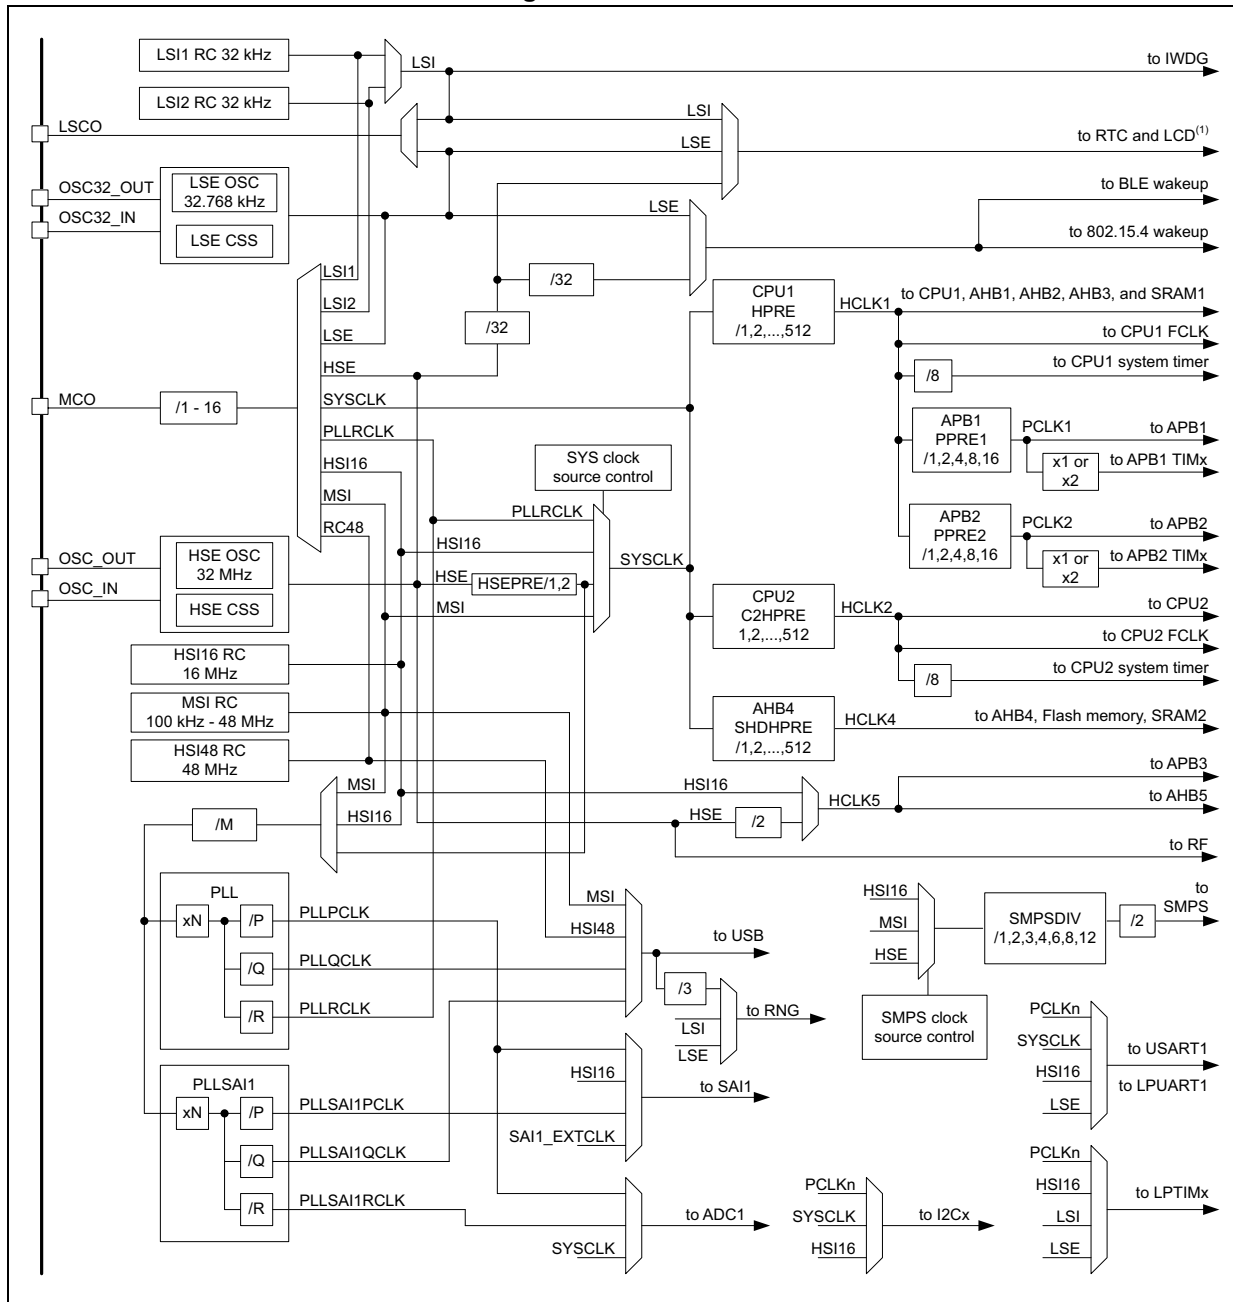 LSI1 RC 32 kHz
LSI
to IWDG
LSI2 RC 32 kHz
LSCO
LSI
LSE
to RTC and LCD(1)
OSC32_OUT
OSC32_IN
LSE OSC
32.768 kHz
LSE CSS
LSE
to BLE wakeup
to 802.15.4 wakeup
LSI1
LSI2
LSE
HSE
SYSCLK
PLLRCLK
HSI16
MSI
RC48
/32
/32
MCO
/1 - 16
CPU1
HPRE
/1,2,...,512
HCLK1
to CPU1, AHB1, AHB2, AHB3, and SRAM1
to CPU1 FCLK
/8
to CPU1 system timer
APB1
PPRE1
/1,2,4,8,16
PCLK1
to APB1
x1 or
x2
to APB1 TIMx
APB2
PPRE2
/1,2,4,8,16
PCLK2
to APB2
x1 or
x2
to APB2 TIMx
SYS clock
source control
PLLRCLK
HSI16
HSE
HSEPRE/1,2
MSI
SYSCLK
OSC_OUT
OSC_IN
HSE OSC
32 MHz
HSE CSS
CPU2
C2HPRE
1,2,...,512
HCLK2
to CPU2
to CPU2 FCLK
/8
to CPU2 system timer
HSI16 RC
16 MHz
MSI RC
100 kHz - 48 MHz
HSI48 RC
48 MHz
AHB4
SHDHPRE
/1,2,...,512
HCLK4
to AHB4, Flash memory, SRAM2
MSI
HSI16
/M
HSI16
HSE
/2
HCLK5
to APB3
to AHB5
to RF
PLL
xN
/P
/Q
/R
PLLPCLK
PLLQCLK
PLLRCLK
MSI
HSI48
to USB
/3
LSI
LSE
to RNG
HSI16
MSI
HSE
SMPSDIV
/1,2,3,4,6,8,12
/2
to
SMPS
SMPS clock
source control
PCLKn
SYSCLK
HSI16
LSE
to USART1
to LPUART1
PLLSAI1
xN
/P
/Q
/R
PLLSAI1PCLK
PLLSAI1QCLK
PLLSAI1RCLK
HSI16
SAI1_EXTCLK
to SAI1
SYSCLK
to ADC1
PCLKn
SYSCLK
HSI16
to I2Cx
PCLKn
HSI16
LSI
LSE
to LPTIMx